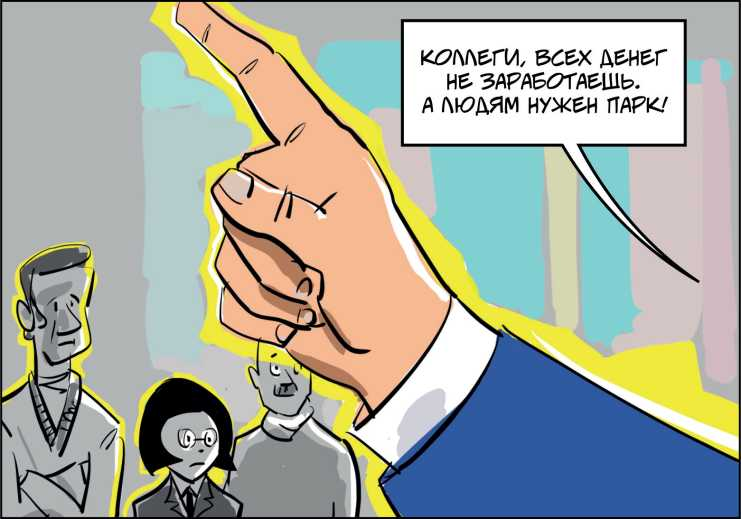 КОЛЛЕГИ, ВСЕХ ДЕНЕГ
НЕ ЗАРАБОТАЕШЬ.
А ЛЮДЯМ НУЖЕН ПАРК!